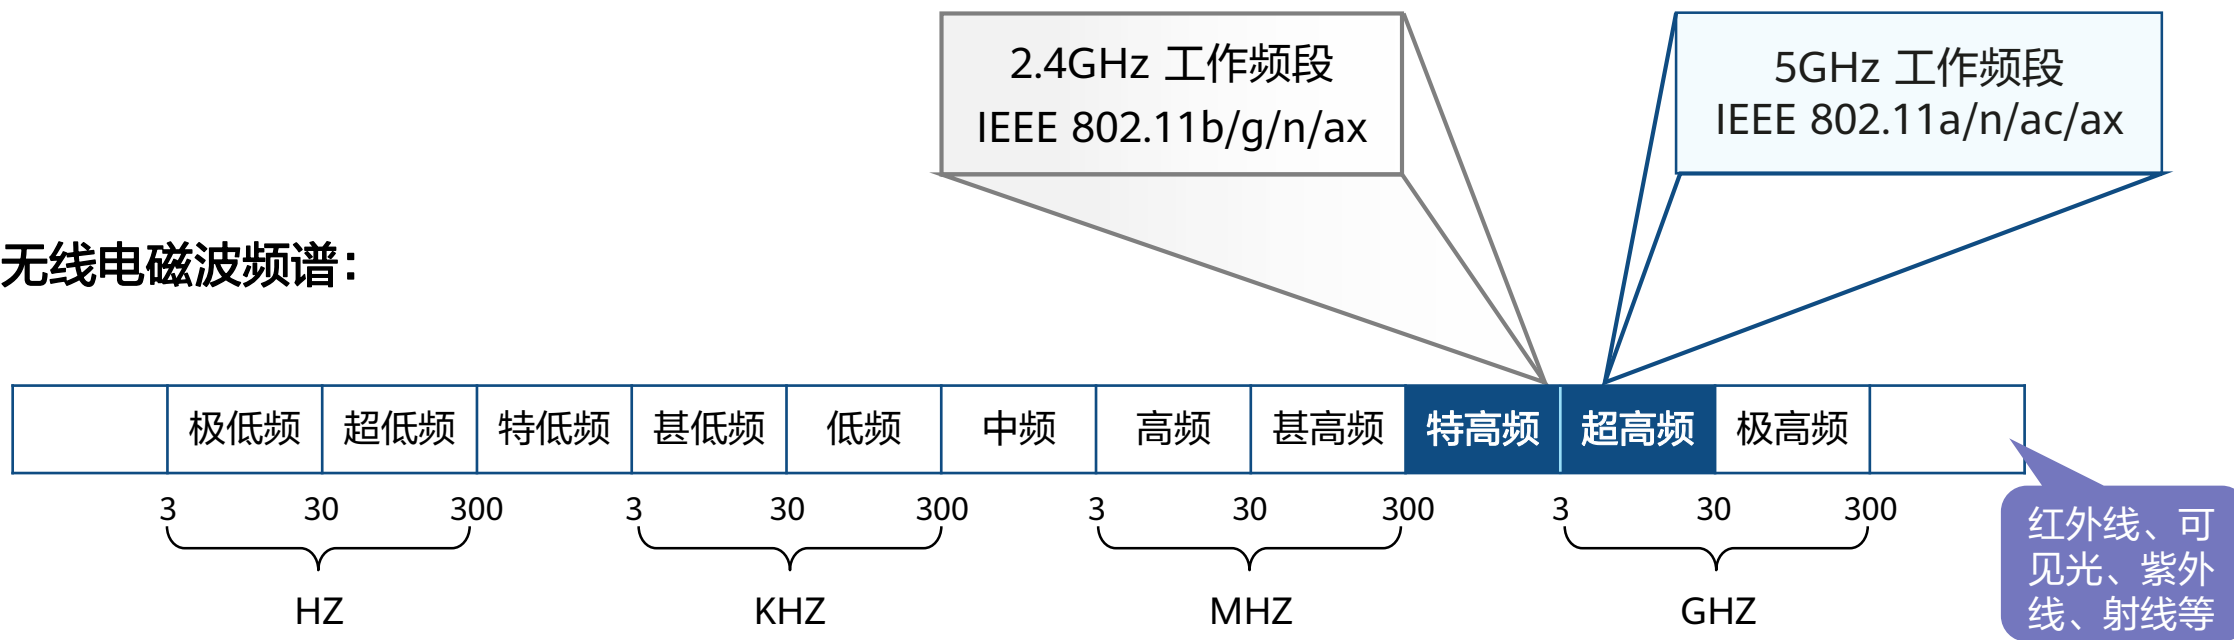 2.4GHz 工作频段
IEEE 802.11b/g/n/ax
5GHz 工作频段
IEEE 802.11a/n/ac/ax
无线电磁波频谱：
极低频 超低频 特低频 甚低频 低频 中频 高频 甚高频 特高频 超高频 极高频
3 30 300 3 30 300 3 30 300 3 30 300
HZ KHZ MHZ GHZ
红外线、可
见光、紫外
线、射线等